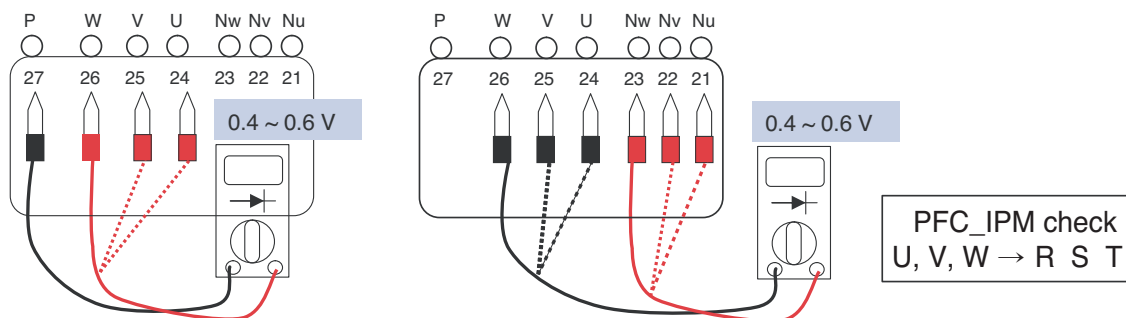 P W V U Nw Nv Nu
27 26 25 24 23 22 21
0.4 ~ 0.6 V
P W V U Nw Nv Nu
27 26 25 24 23 22 21
0.4 ~ 0.6 V
PFC_IPM check
U, V, W → R S T